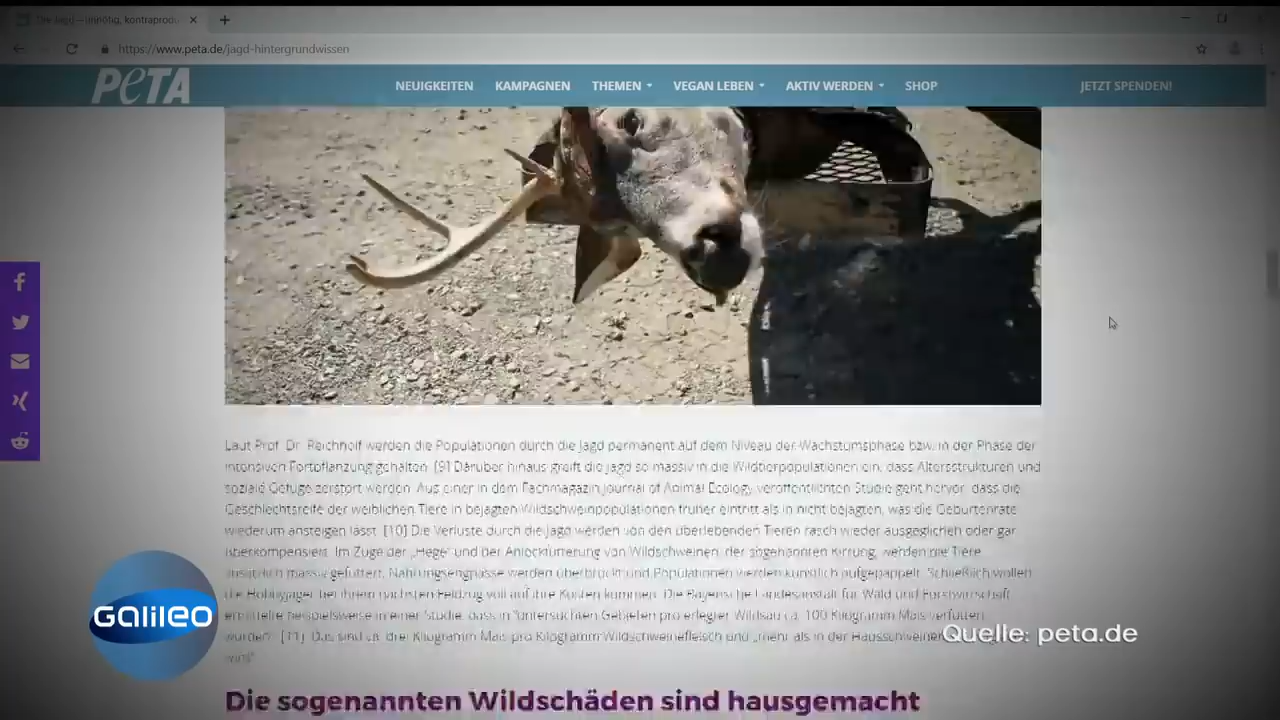 Die Jagd – unnötig, kontraprodu
https://www.peta.de/jagd-hintergrundwissen
PeTA
NEUIGKEITEN KAMPAGNEN THEMEN VEGAN LEBEN AKTIV WERDEN SHOP JETZT SPENDEN!
Laut Prof. Dr. Reichholf werden die Populationen durch die Jagd permanent auf dem Niveau der Wachstumsphase bzw. in der Phase der
intensiven Fortpflanzung gehalten. [9] Darüber hinaus greift die Jagd so massiv in die Wildtierpopulationen ein, dass Altersstrukturen und
soziale Gefüge zerstört werden. Aus einer in dem Fachmagazin Journal of Animal Ecology veröffentlichten Studie geht hervor, dass die
Geschlechtsreife der weiblichen Tiere in bejagten Wildschweinpopulationen früher eintritt als in nicht bejagten, was die Geburtenrate
wiederum ansteigen lässt. [10] Die Verluste durch die Jagd werden von den überlebenden Tieren rasch wieder ausgeglichen oder gar
überkompensiert. Im Zuge der „Hege“ und der Anlockfütterung von Wildschweinen, der sogenannten Kirrung, werden die Tiere
zusätzlich massiv gefüttert, Nahrungsengpässe werden überbrückt und Populationen werden künstlich aufgepäppelt. Schließlich wollen
die Hobbyjäger bei ihrem nächsten Feldzug voll auf ihre Kosten kommen. Die Bayerische Landesanstalt für Wald und Forstwirtschaft
ermittelte beispielsweise in einer Studie, dass in "untersuchten Gebieten pro erlegter Wildsau ca. 100 Kilogramm Mais verfüttert
wurden". [11] „Das sind ca. drei Kilogramm Mais pro Kilogramm Wildschweinefleisch und „mehr als in der Hausschweine
wird“
GALILEO
Quelle: peta.de
Die sogenannten Wildschäden sind hausgemacht